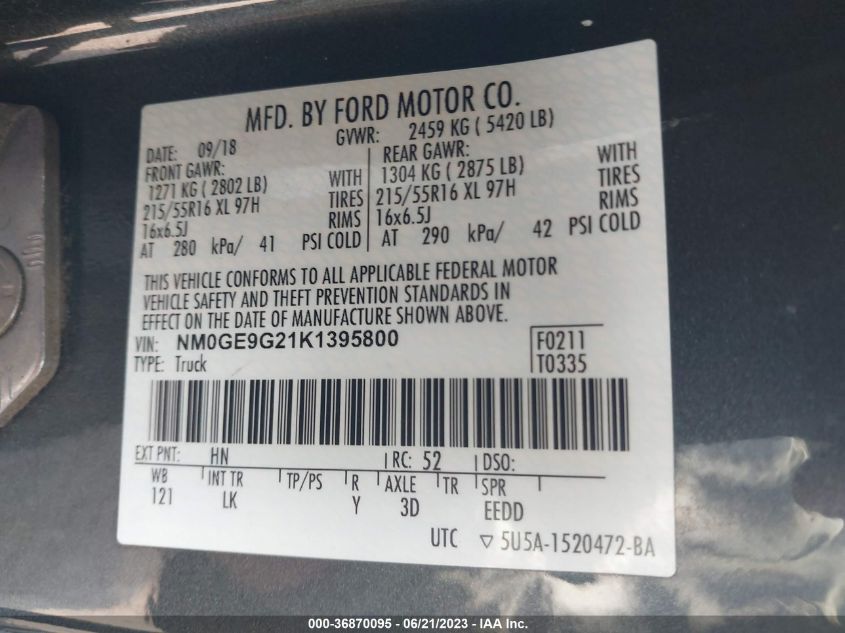 MFD. BY FORD MOTOR CO.
DATE: 09/18 GVWR: 2459 KG ( 5420 LB)
FRONT GAWR: REAR GAWR:
1271 KG ( 2802 LB) WITH 1304 KG ( 2875 LB) WITH
215/55R16 XL 97H TIRES 215/55R16 XL 97H TIRES
16x6.5J RIMS 16x6.5J RIMS
AT 280 kPa/ 41 PSI COLD AT 290 kPa/ 42 PSI COLD
THIS VEHICLE CONFORMS TO ALL APPLICABLE FEDERAL MOTOR
VEHICLE SAFETY AND THEFT PREVENTION STANDARDS IN
EFFECT ON THE DATE OF MANUFACTURE SHOWN ABOVE.
VIN: NM0GE9G21K1395800 F0211
TYPE: Truck T0335
EXT PNT: HN RC: 52 DSO:
WB INT TR TP/PS R AXLE TR SPR
121 LK Y 3D EEDD
UTC ▽ 5U5A-1520472-BA
000-36870095 - 06/21/2023 - IAA Inc.